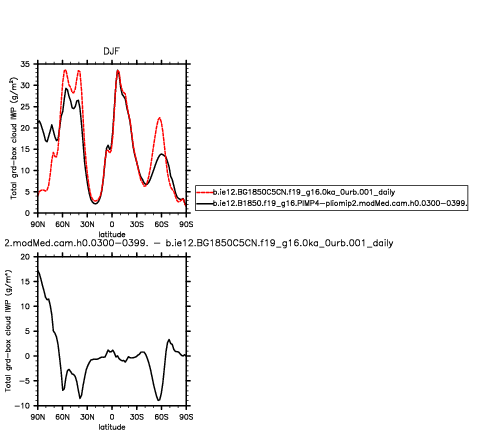 DJF
Total grd-box cloud IWP (g/m²)
35
30
25
20
15
10
5
0
90N 60N 30N 0 30S 60S 90S
latitude
b.ie12.BG1850C5CN.f19_g16.0ka_0urb.001_daily
b.ie12.B1850.f19_g16.PlMP4-pliomip2.modMed.cam.h0.0300-0399.
2.modMed.cam.h0.0300-0399. - b.ie12.BG1850C5CN.f19_g16.0ka_0urb.001_daily
Total grd-box cloud IWP (g/m²)
20
15
10
5
0
-5
-10
90N 60N 30N 0 30S 60S 90S
latitude